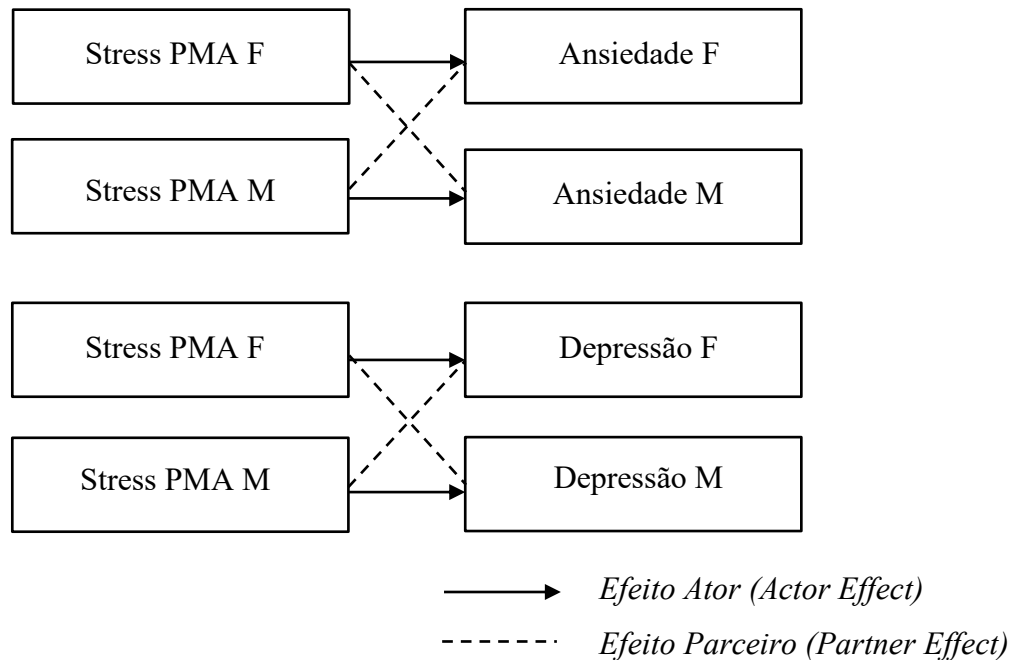 Stress PMA F
Ansiedade F
Stress PMA M
Ansiedade M
Stress PMA F
Depressão F
Stress PMA M
Depressão M
Efeito Ator (Actor Effect)
Efeito Parceiro (Partner Effect)